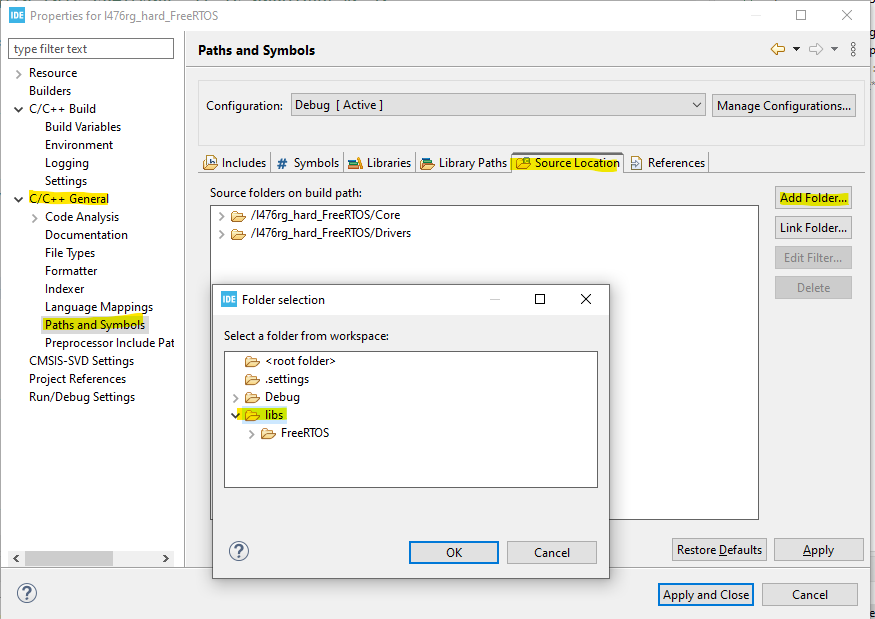 IDE Properties for l476rg_hard_FreeRTOS
type filter text
Resource
Builders
C/C++ Build
Build Variables
Environment
Logging
Settings
C/C++ General
Code Analysis
Documentation
File Types
Formatter
Indexer
Language Mappings
Paths and Symbols
Preprocessor Include Pat
CMSIS-SVD Settings
Project References
Run/Debug Settings
Paths and Symbols
Configuration: Debug [ Active ] Manage Configurations...
Includes # Symbols Libraries Library Paths Source Location References
Source folders on build path:
/l476rg_hard_FreeRTOS/Core
/l476rg_hard_FreeRTOS/Drivers
Add Folder...
Link Folder...
Edit Filter...
Delete
IDE Folder selection
Select a folder from workspace:
<root folder>
.settings
Debug
libs
FreeRTOS
? OK Cancel
Restore Defaults Apply
? Apply and Close Cancel